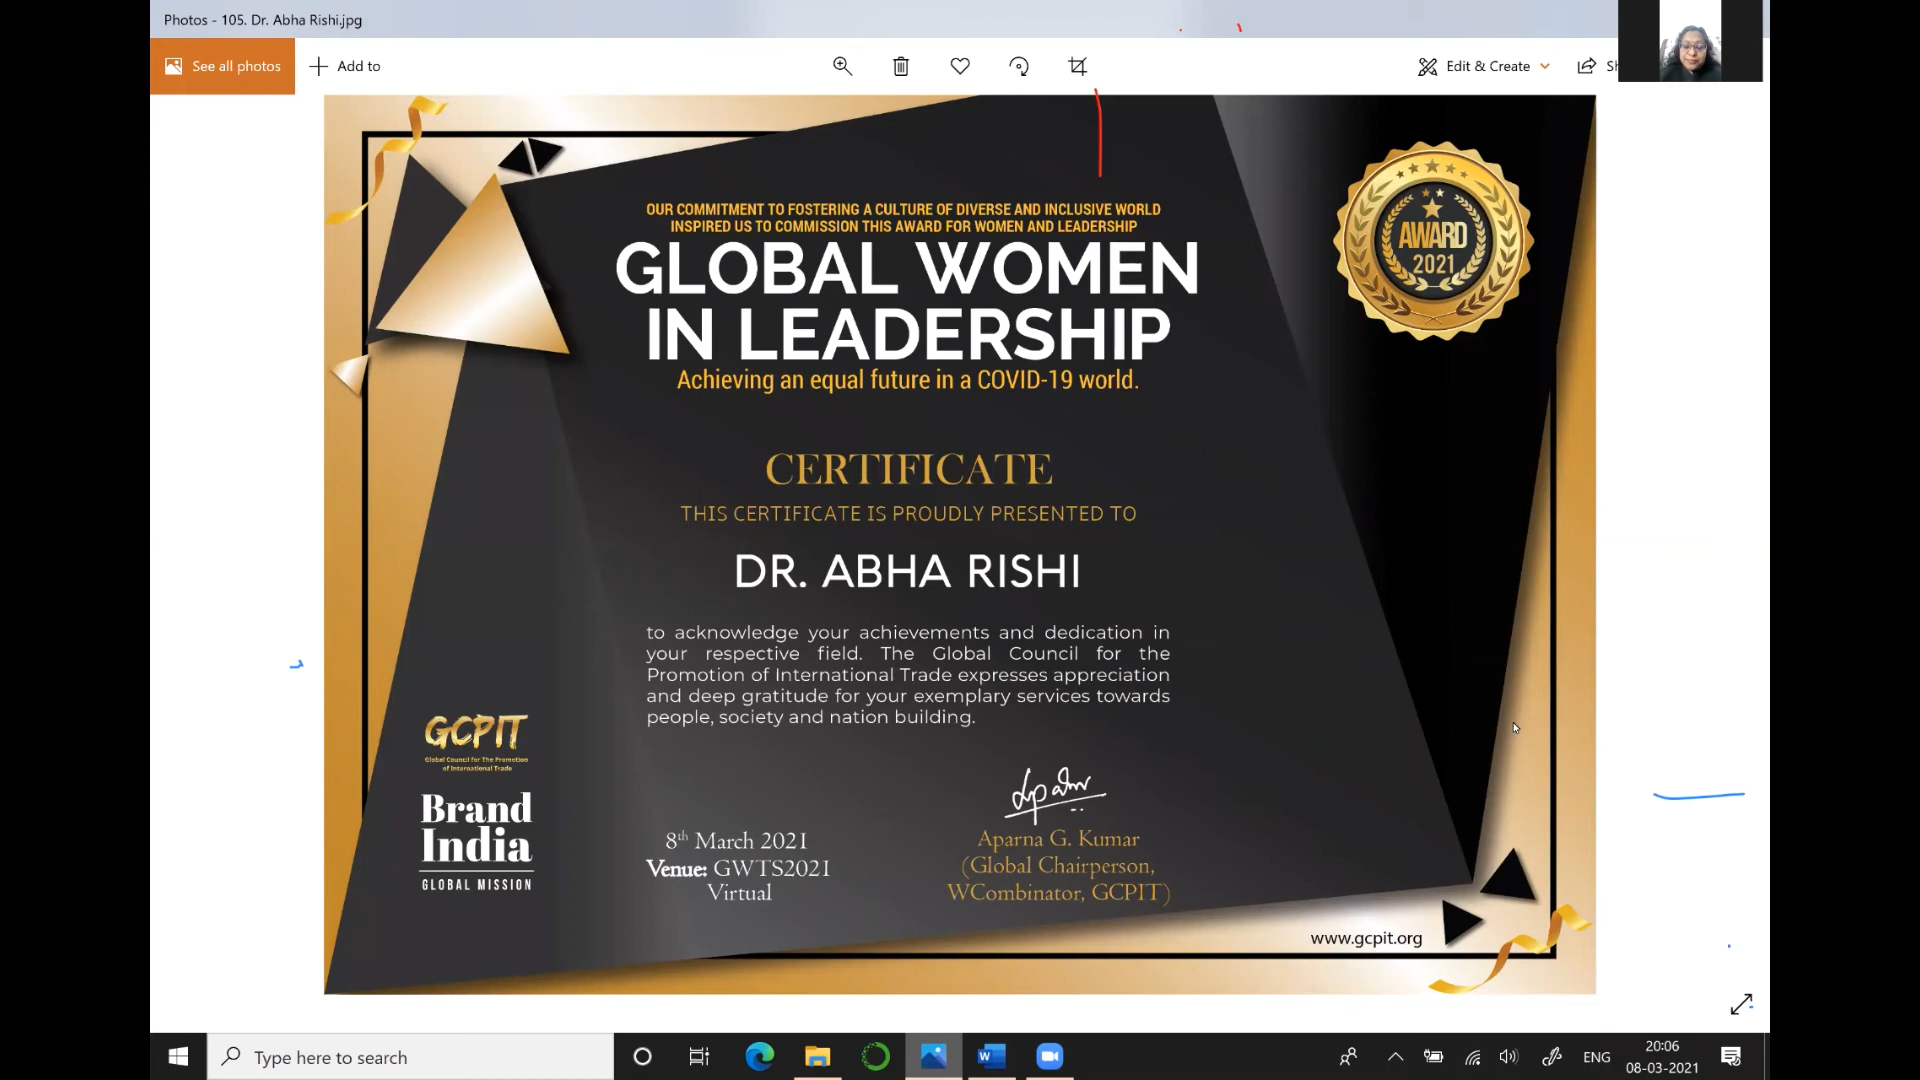 Photos - 105. Dr. Abha Rishi.jpg
See all photos
Add to
Edit & Create
OUR COMMITMENT TO FOSTERING A CULTURE OF DIVERSE AND INCLUSIVE WORLD
INSPIRED US TO COMMISSION THIS AWARD FOR WOMEN AND LEADERSHIP
GLOBAL WOMEN
IN LEADERSHIP
Achieving an equal future in a COVID-19 world.
AWARD
2021
CERTIFICATE
THIS CERTIFICATE IS PROUDLY PRESENTED TO
DR. ABHA RISHI
to acknowledge your achievements and dedication in
your respective field. The Global Council for the
Promotion of International Trade expresses appreciation
and deep gratitude for your exemplary services towards
people, society and nation building.
GCPIT
Global Council for The Promotion
of International Trade
Brand
India
GLOBAL MISSION
8th March 2021
Venue: GWTS2021
Virtual
Aparna G. Kumar
(Global Chairperson,
WCombinator, GCPIT)
www.gcpit.org
Type here to search
W
ENG
20:06
08-03-2021